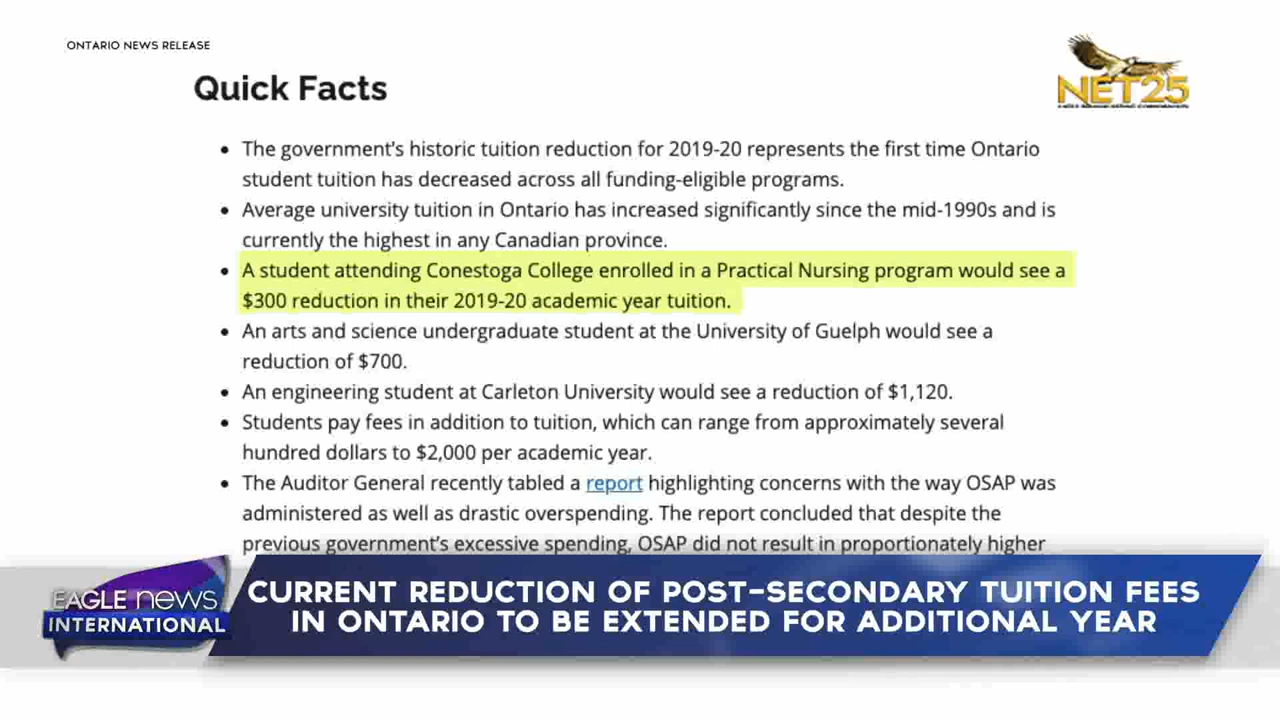 ONTARIO NEWS RELEASE
NET25
Quick Facts
• The government's historic tuition reduction for 2019-20 represents the first time Ontario
student tuition has decreased across all funding-eligible programs.
• Average university tuition in Ontario has increased significantly since the mid-1990s and is
currently the highest in any Canadian province.
• A student attending Conestoga College enrolled in a Practical Nursing program would see a
$300 reduction in their 2019-20 academic year tuition.
• An arts and science undergraduate student at the University of Guelph would see a
reduction of $700.
• An engineering student at Carleton University would see a reduction of $1,120.
• Students pay fees in addition to tuition, which can range from approximately several
hundred dollars to $2,000 per academic year.
• The Auditor General recently tabled a report highlighting concerns with the way OSAP was
administered as well as drastic overspending. The report concluded that despite the
previous government's excessive spending, OSAP did not result in proportionately higher
EAGLE news
INTERNATIONAL
CURRENT REDUCTION OF POST-SECONDARY TUITION FEES
IN ONTARIO TO BE EXTENDED FOR ADDITIONAL YEAR